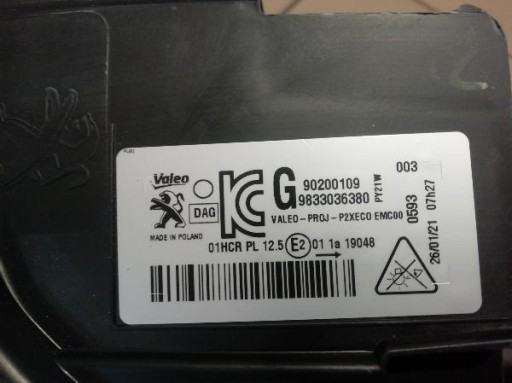 Valeo
DAG
MADE IN POLAND
KC
G 90200109
9833036380
PY21W
003
VALEO-PROJ-P2XECO EMC00
0593
26/01/21 07h27
01HCR PL 12.5 E2 01 1a 19048